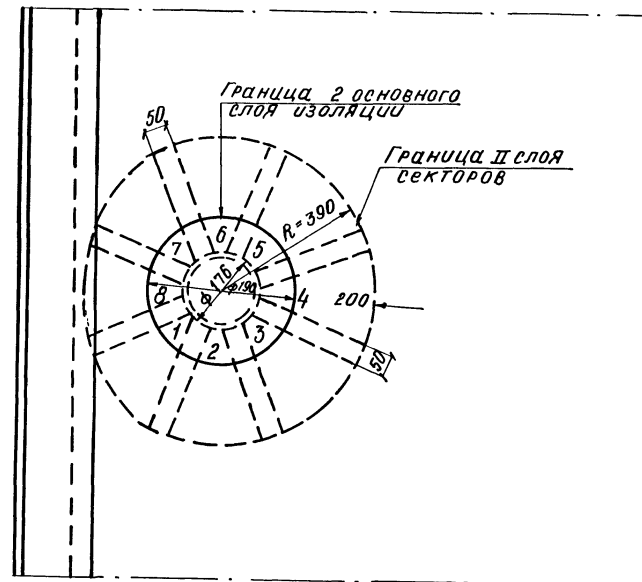 Граница 2 основного
слоя изоляции
50
Граница II слоя
секторов
R=390
6
5
7
ϕ 176
ϕ190
8
4
200
1
2
3
50